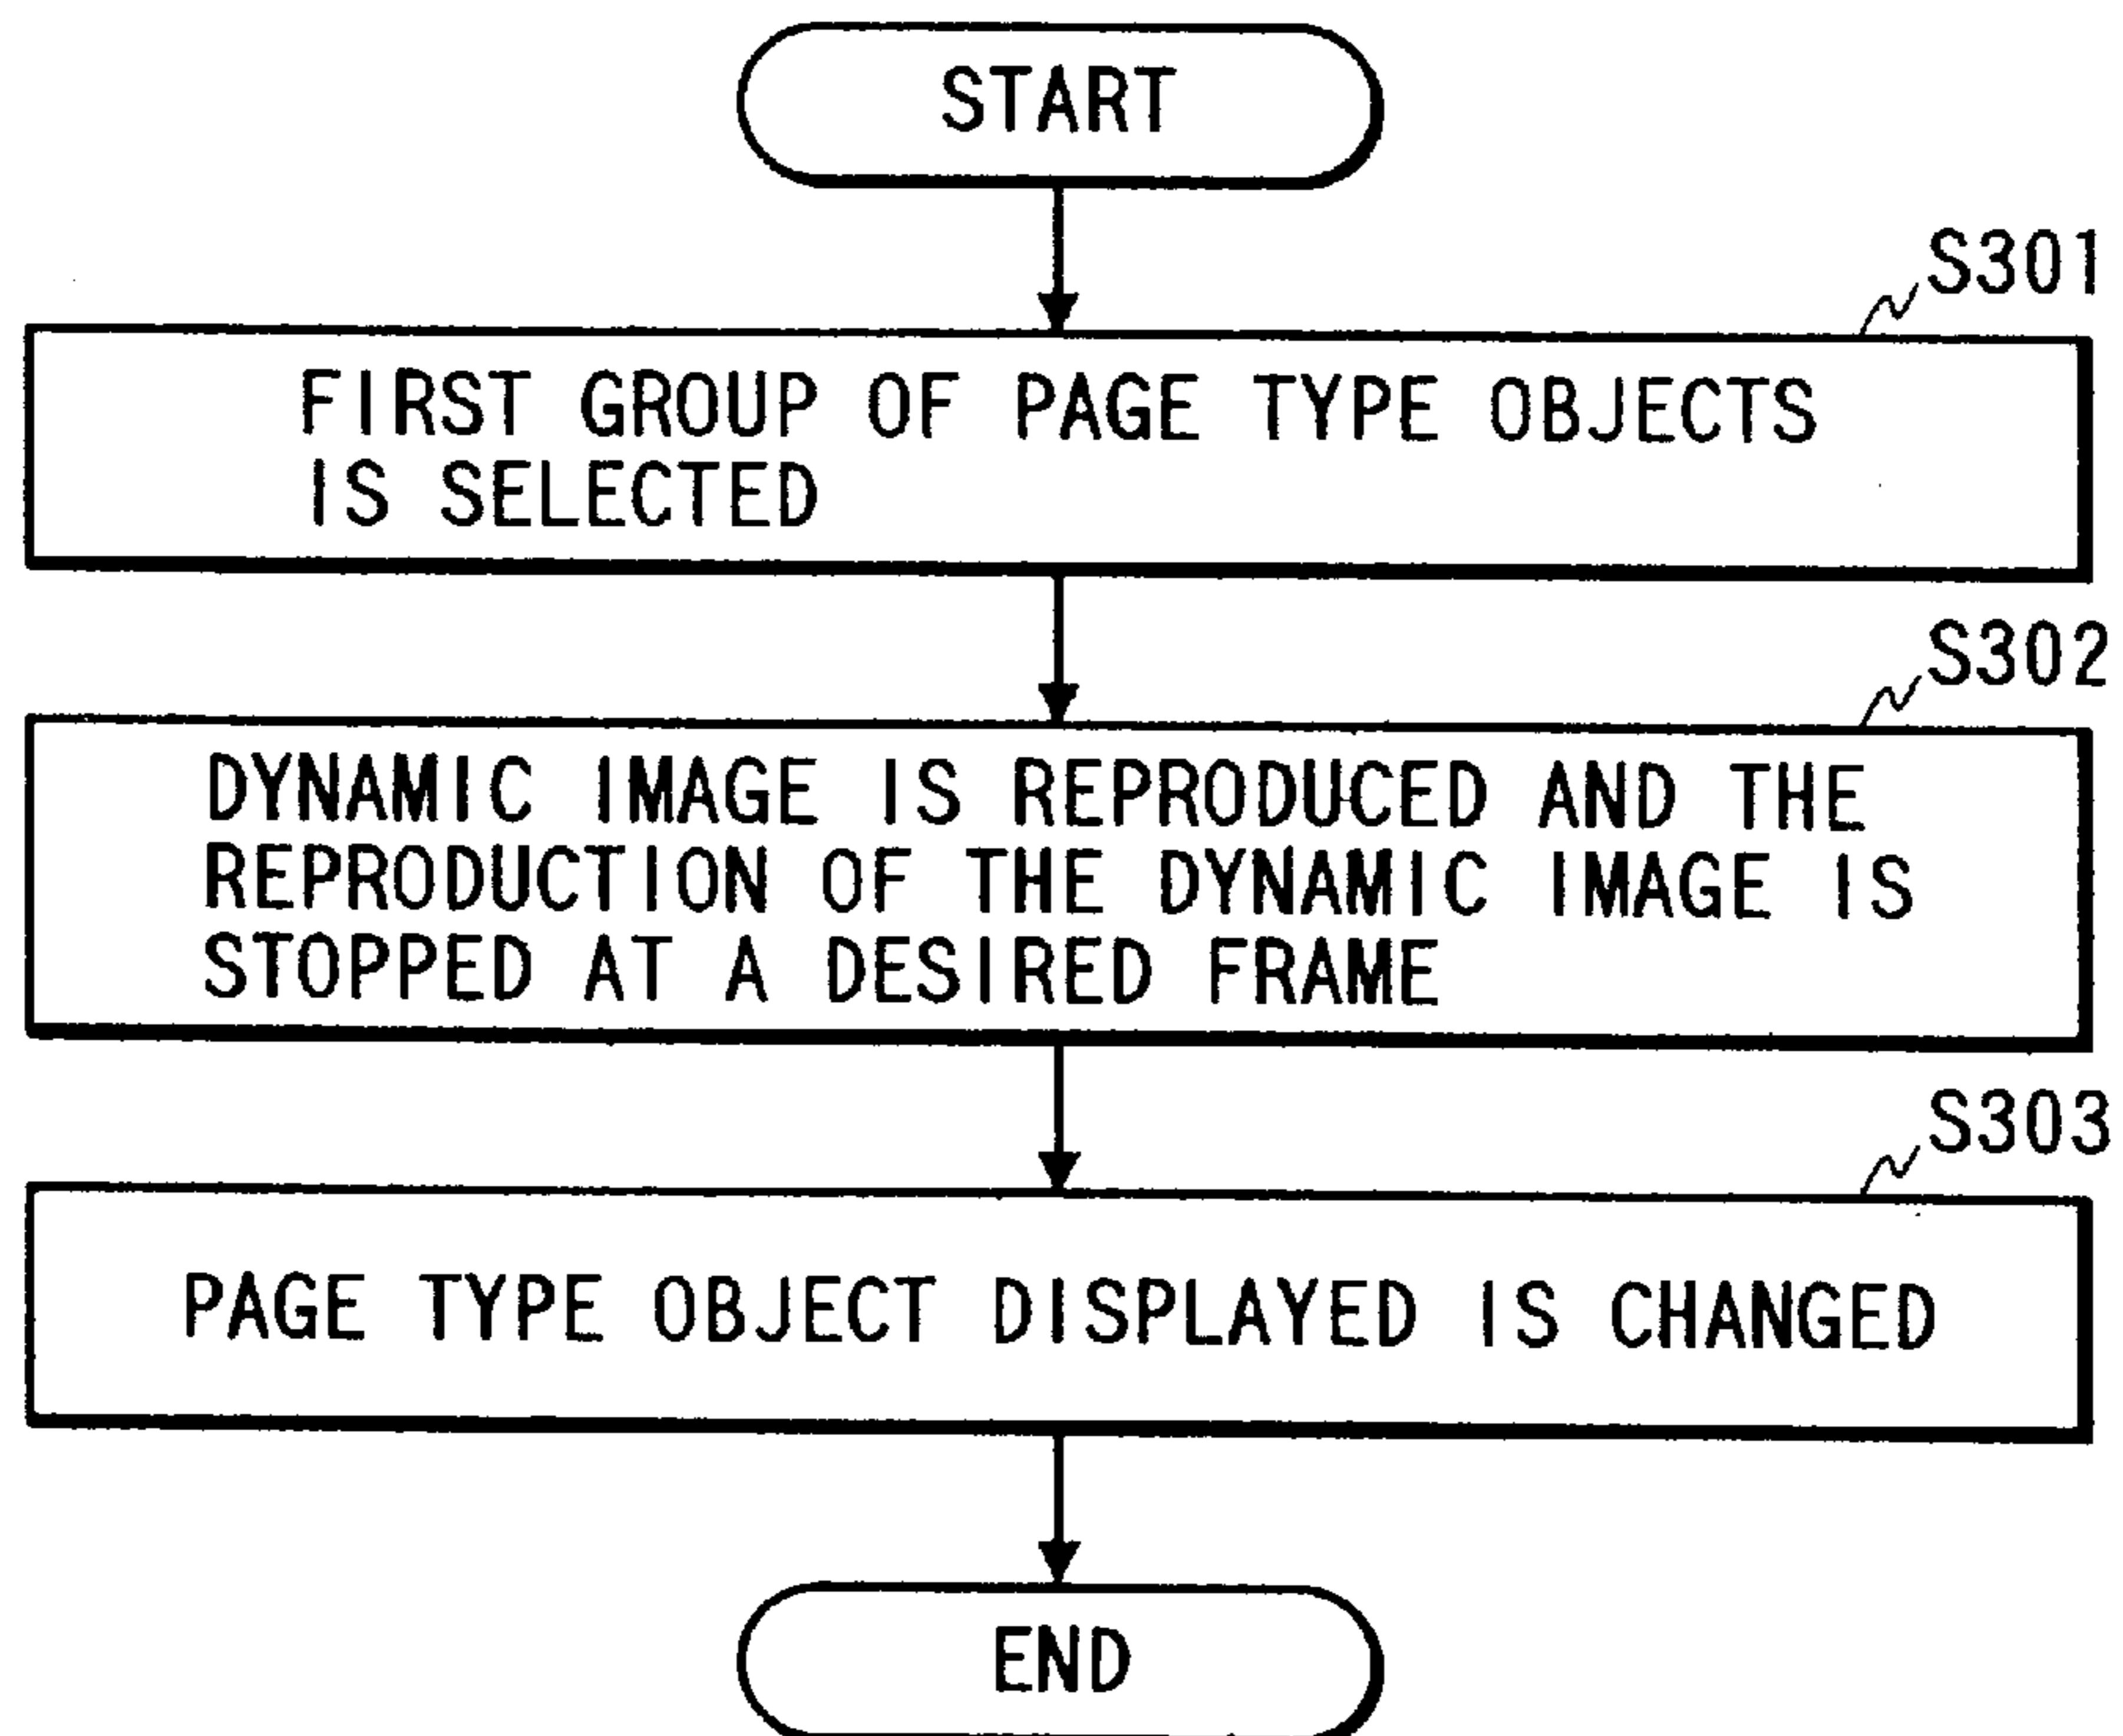 START
S301
FIRST GROUP OF PAGE TYPE OBJECTS
IS SELECTED
S302
DYNAMIC IMAGE IS REPRODUCED AND THE
REPRODUCTION OF THE DYNAMIC IMAGE IS
STOPPED AT A DESIRED FRAME
S303
PAGE TYPE OBJECT DISPLAYED IS CHANGED
END